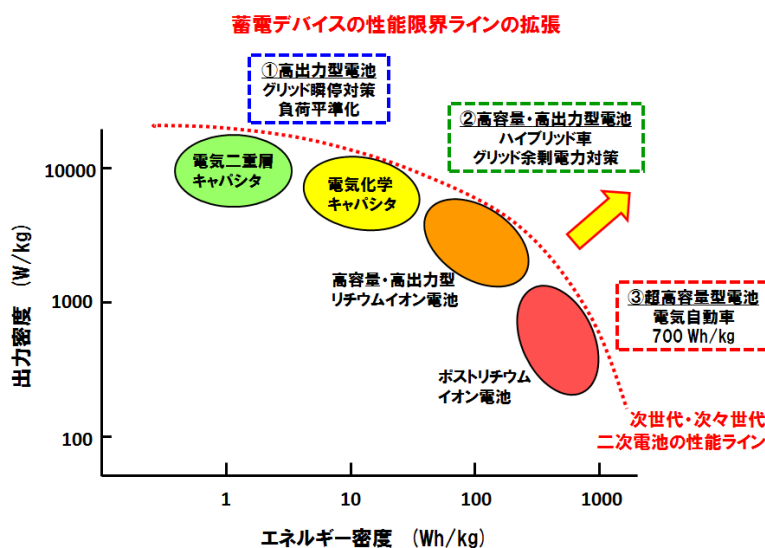 蓄電デバイスの性能限界ラインの拡張
①高出力型電池
グリッド瞬停対策
負荷平準化
②高容量・高出力型電池
ハイブリッド車
グリッド余剰電力対策
電気二重層
キャパシタ
電気化学
キャパシタ
高容量・高出力型
リチウムイオン電池
③超高容量型電池
電気自動車
700 Wh/kg
ポストリチウム
イオン電池
次世代・次々世代
二次電池の性能ライン
出力密度 (W/kg)
10000
1000
100
1
10
100
1000
エネルギー密度 (Wh/kg)